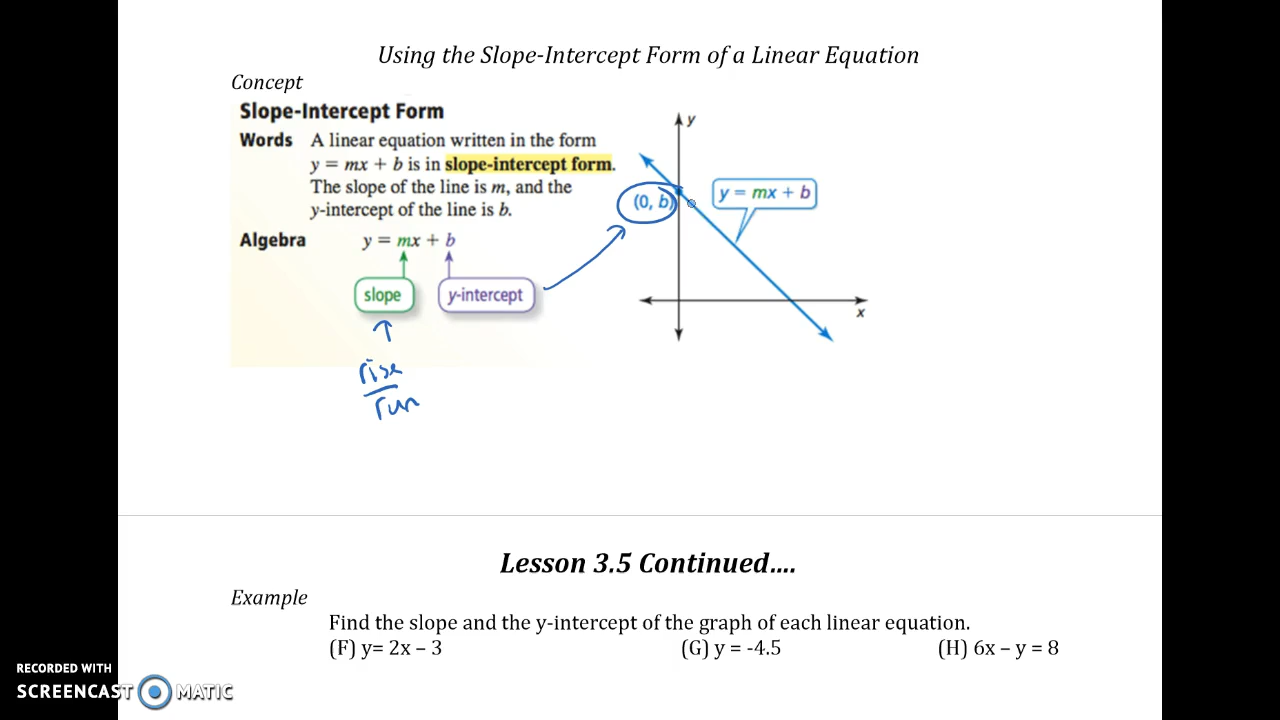 Using the Slope-Intercept Form of a Linear Equation
Concept
Slope-Intercept Form
Words A linear equation written in the form
y = mx + b is in slope-intercept form.
The slope of the line is m, and the
y-intercept of the line is b.
Algebra y = mx + b
slope y-intercept
rise
run
y
(0, b)
y = mx + b
x
Lesson 3.5 Continued....
Example
Find the slope and the y-intercept of the graph of each linear equation.
(F) y= 2x – 3 (G) y = -4.5 (H) 6x – y = 8
RECORDED WITH
SCREENCAST MATIC